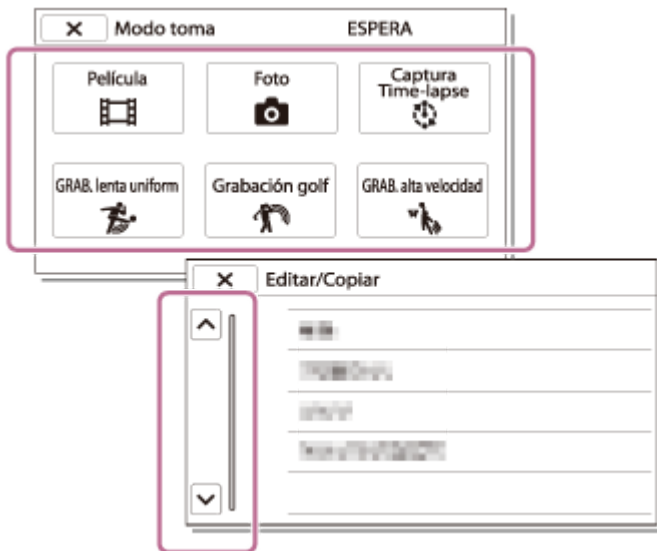 Modo toma
ESPERA
Película
Foto
Captura
Time-lapse
GRAB. lenta uniform
Grabación golf
GRAB. alta velocidad
Editar/Copiar